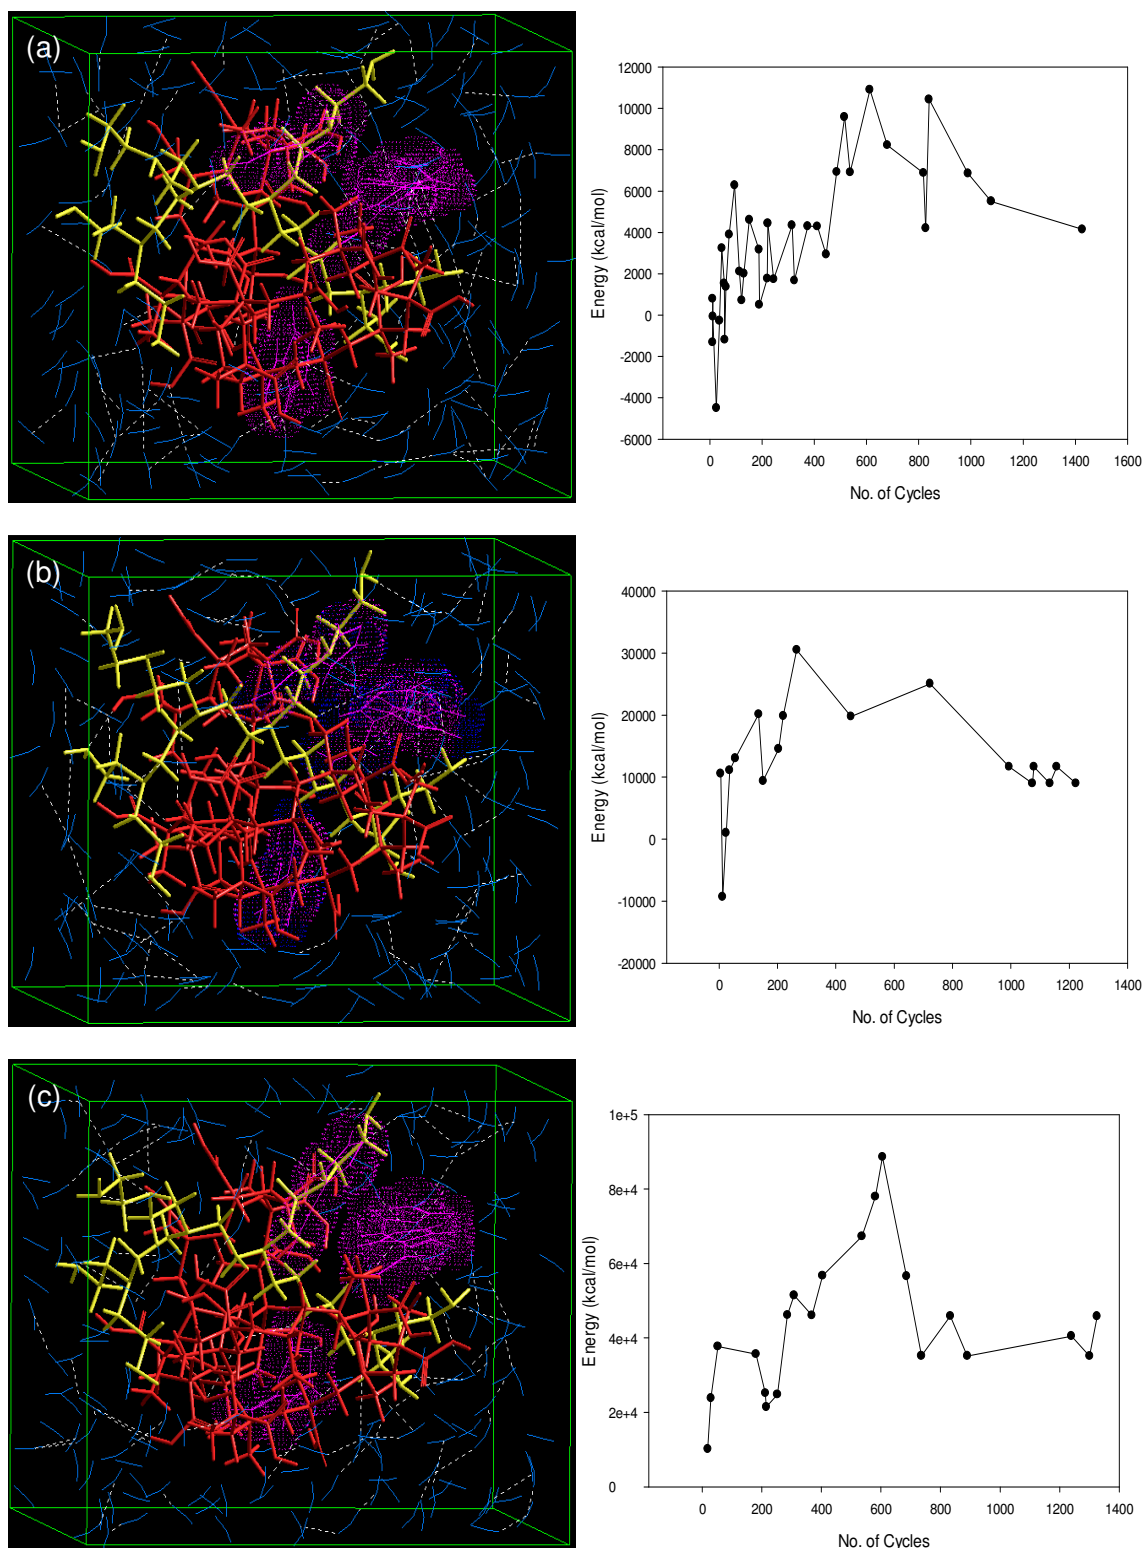 (a)
12000
10000
8000
6000
4000
2000
0
-2000
-4000
-6000
Energy (kcal/mol)
0 200 400 600 800 1000 1200 1400 1600
No. of Cycles
(b)
40000
30000
20000
10000
0
-10000
-20000
Energy (kcal/mol)
0 200 400 600 800 1000 1200 1400
No. of Cycles
(c)
1e+5
8e+4
6e+4
4e+4
2e+4
0
Energy (kcal/mol)
0 200 400 600 800 1000 1200 1400
No. of Cycles